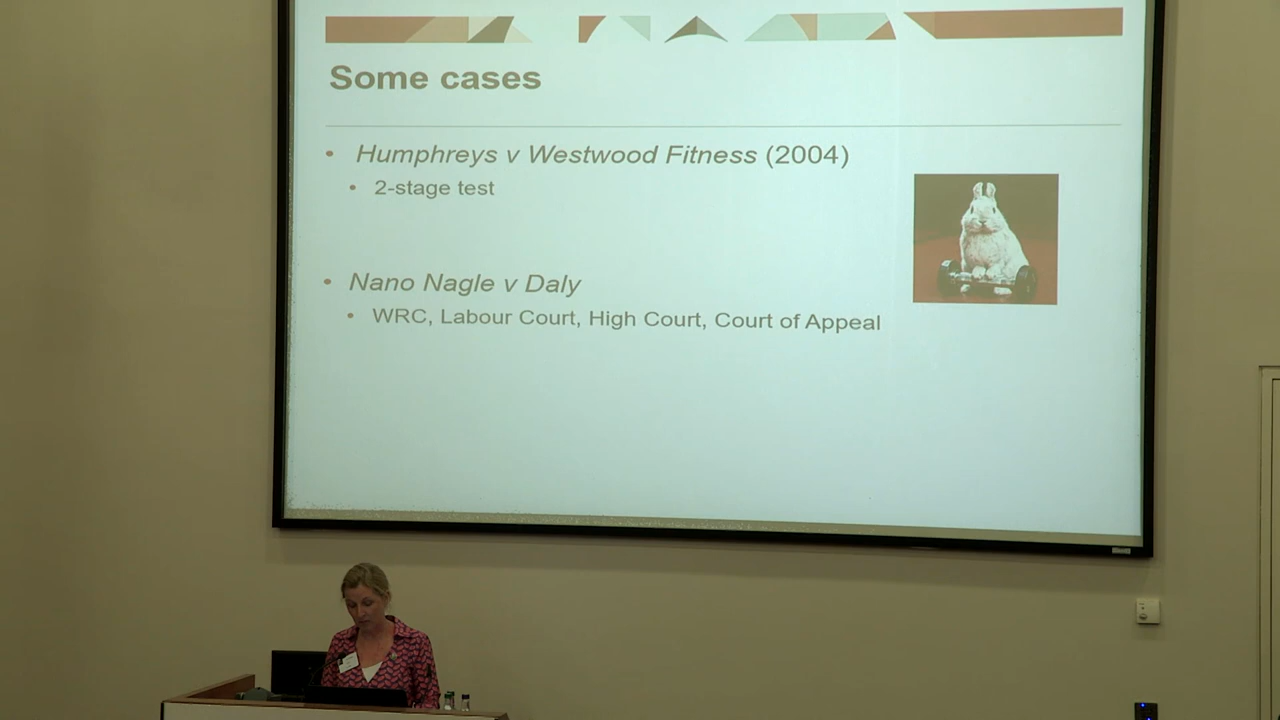 Some cases
• Humphreys v Westwood Fitness (2004)
• 2-stage test
• Nano Nagle v Daly
• WRC, Labour Court, High Court, Court of Appeal